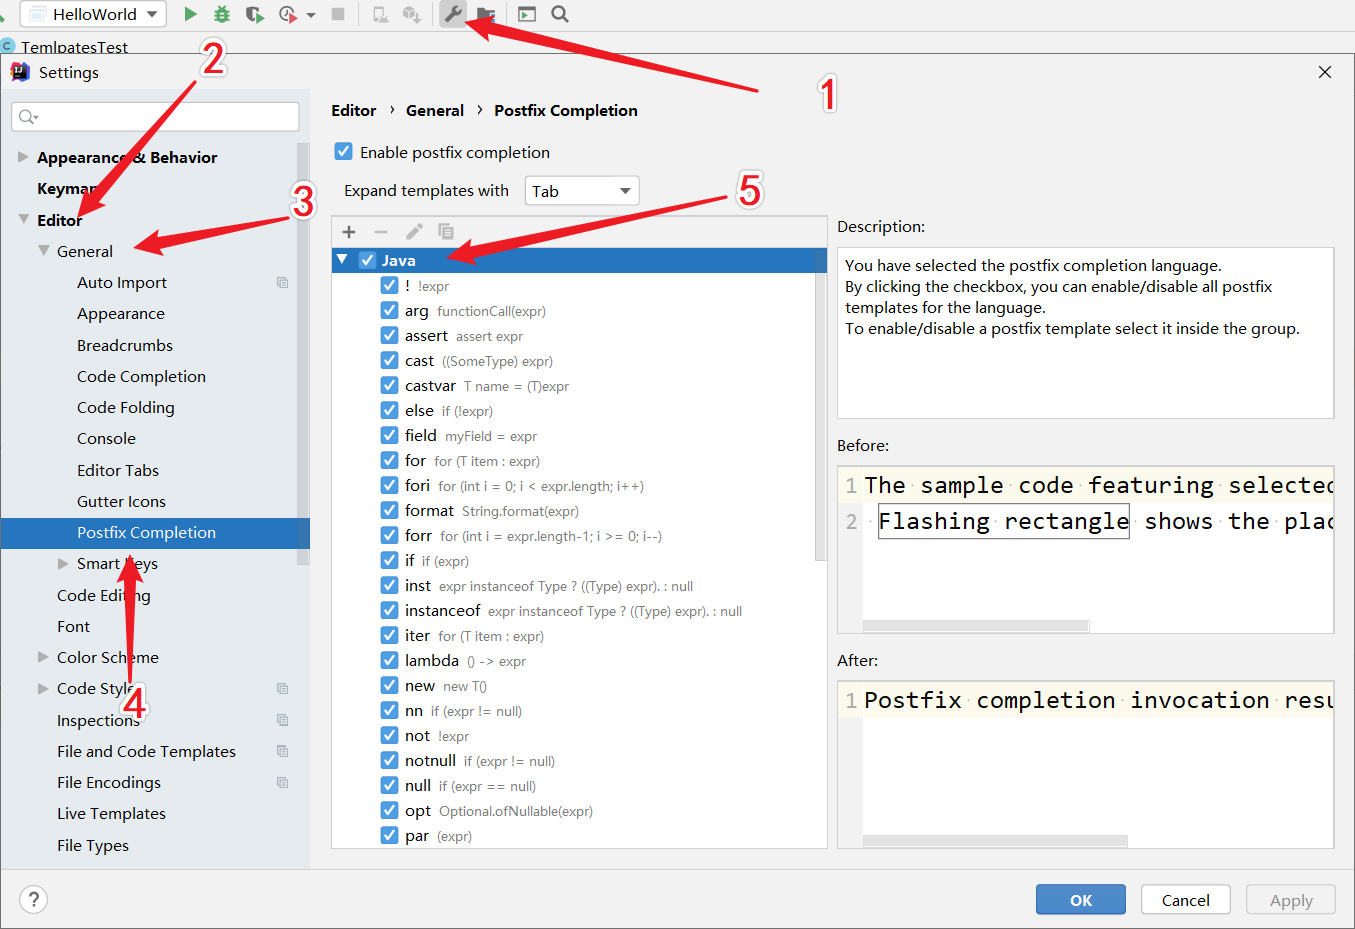 HelloWorld
TemlpatesTest
Settings
1
2
3
4
5
Appearance & Behavior
Keymap
Editor
General
Auto Import
Appearance
Breadcrumbs
Code Completion
Code Folding
Console
Editor Tabs
Gutter Icons
Postfix Completion
Smart Keys
Code Editing
Font
Color Scheme
Code Style
Inspections
File and Code Templates
File Encodings
Live Templates
File Types
Editor › General › Postfix Completion
Enable postfix completion
Expand templates with Tab
Java
! !expr
arg functionCall(expr)
assert assert expr
cast ((SomeType) expr)
castvar T name = (T)expr
else if (!expr)
field myField = expr
for for (T item : expr)
fori for (int i = 0; i < expr.length; i++)
format String.format(expr)
forr for (int i = expr.length-1; i >= 0; i--)
if if (expr)
inst expr instanceof Type ? ((Type) expr). : null
instanceof expr instanceof Type ? ((Type) expr). : null
iter for (T item : expr)
lambda () -> expr
new new T()
nn if (expr != null)
not !expr
notnull if (expr != null)
null if (expr == null)
opt Optional.ofNullable(expr)
par (expr)
Description:
You have selected the postfix completion language.
By clicking the checkbox, you can enable/disable all postfix
templates for the language.
To enable/disable a postfix template select it inside the group.
Before:
1 The sample code featuring selected
2 Flashing rectangle shows the plac
After:
1 Postfix completion invocation resu
?
OK
Cancel
Apply